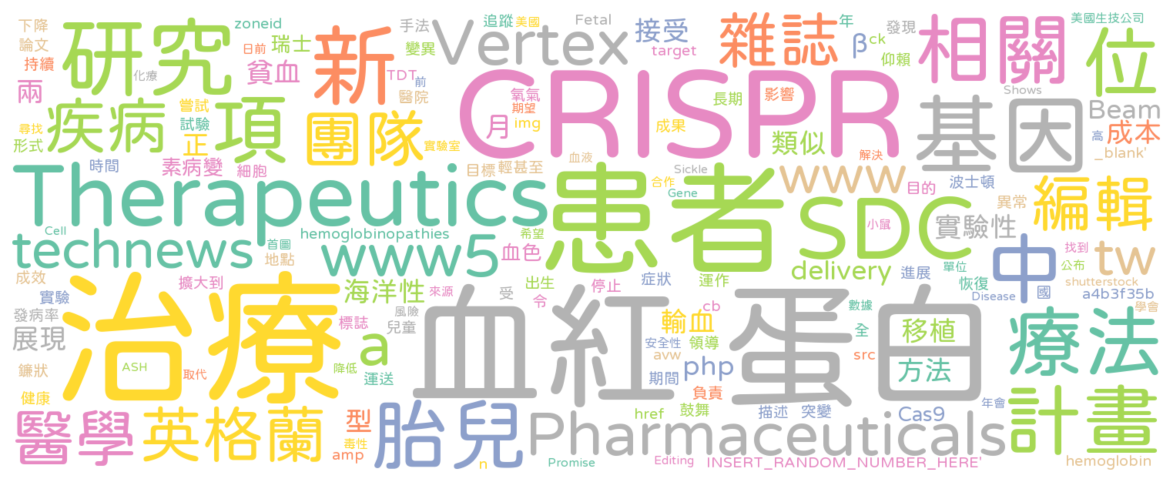 下降
論文
持續
研究
zoneid
瑞士
日前
貧血
化療
新
手法
變異
TDT
前
醫院
追蹤
美國
Vertex
Fetal
target
接受
雜誌
年
β
ck
發現
仰賴
相關
位
美國生技公司
兩
嘗試
尋找
試驗
形式
疾病
項
正
團隊
實驗室
月
氧氣
期望
img
CRISPR
成果
長期
影響
類似
解決
基因
Shows
Beam
高
成本
_blank'
時間
素病變
細胞
目標
輕甚至
血液
合作
Sickle
Gene
www
目的
波士頓
異常
編輯
Therapeutics
患者
SDC
小鼠
實驗性
找到
公布
中
tw
technews
Cell
首圖
地點
hemoglobinopathies
www5
血色
希望
delivery
進展
單位
恢復
國
shutterstock
Disease
a4b3f35b
學會
成效
實驗
發病率
展現
擴大到
治療
海洋性
來源
標誌
風險
兒童
出生
受
令
停止
症狀
運作
cb
輸血
領導
安全性
avw
php
期間
負責
數據
全
src
移植
方法
療法
血紅蛋白
鐮狀
ASH
取代
健康
降低
運送
醫學
英格蘭
型
毒性
amp
a
胎兒
n
href
鼓舞
描述
突變
Cas9
年會
計畫
Pharmaceuticals
Promise
Editing
INSERT_RANDOM_NUMBER_HERE'
hemoglobin